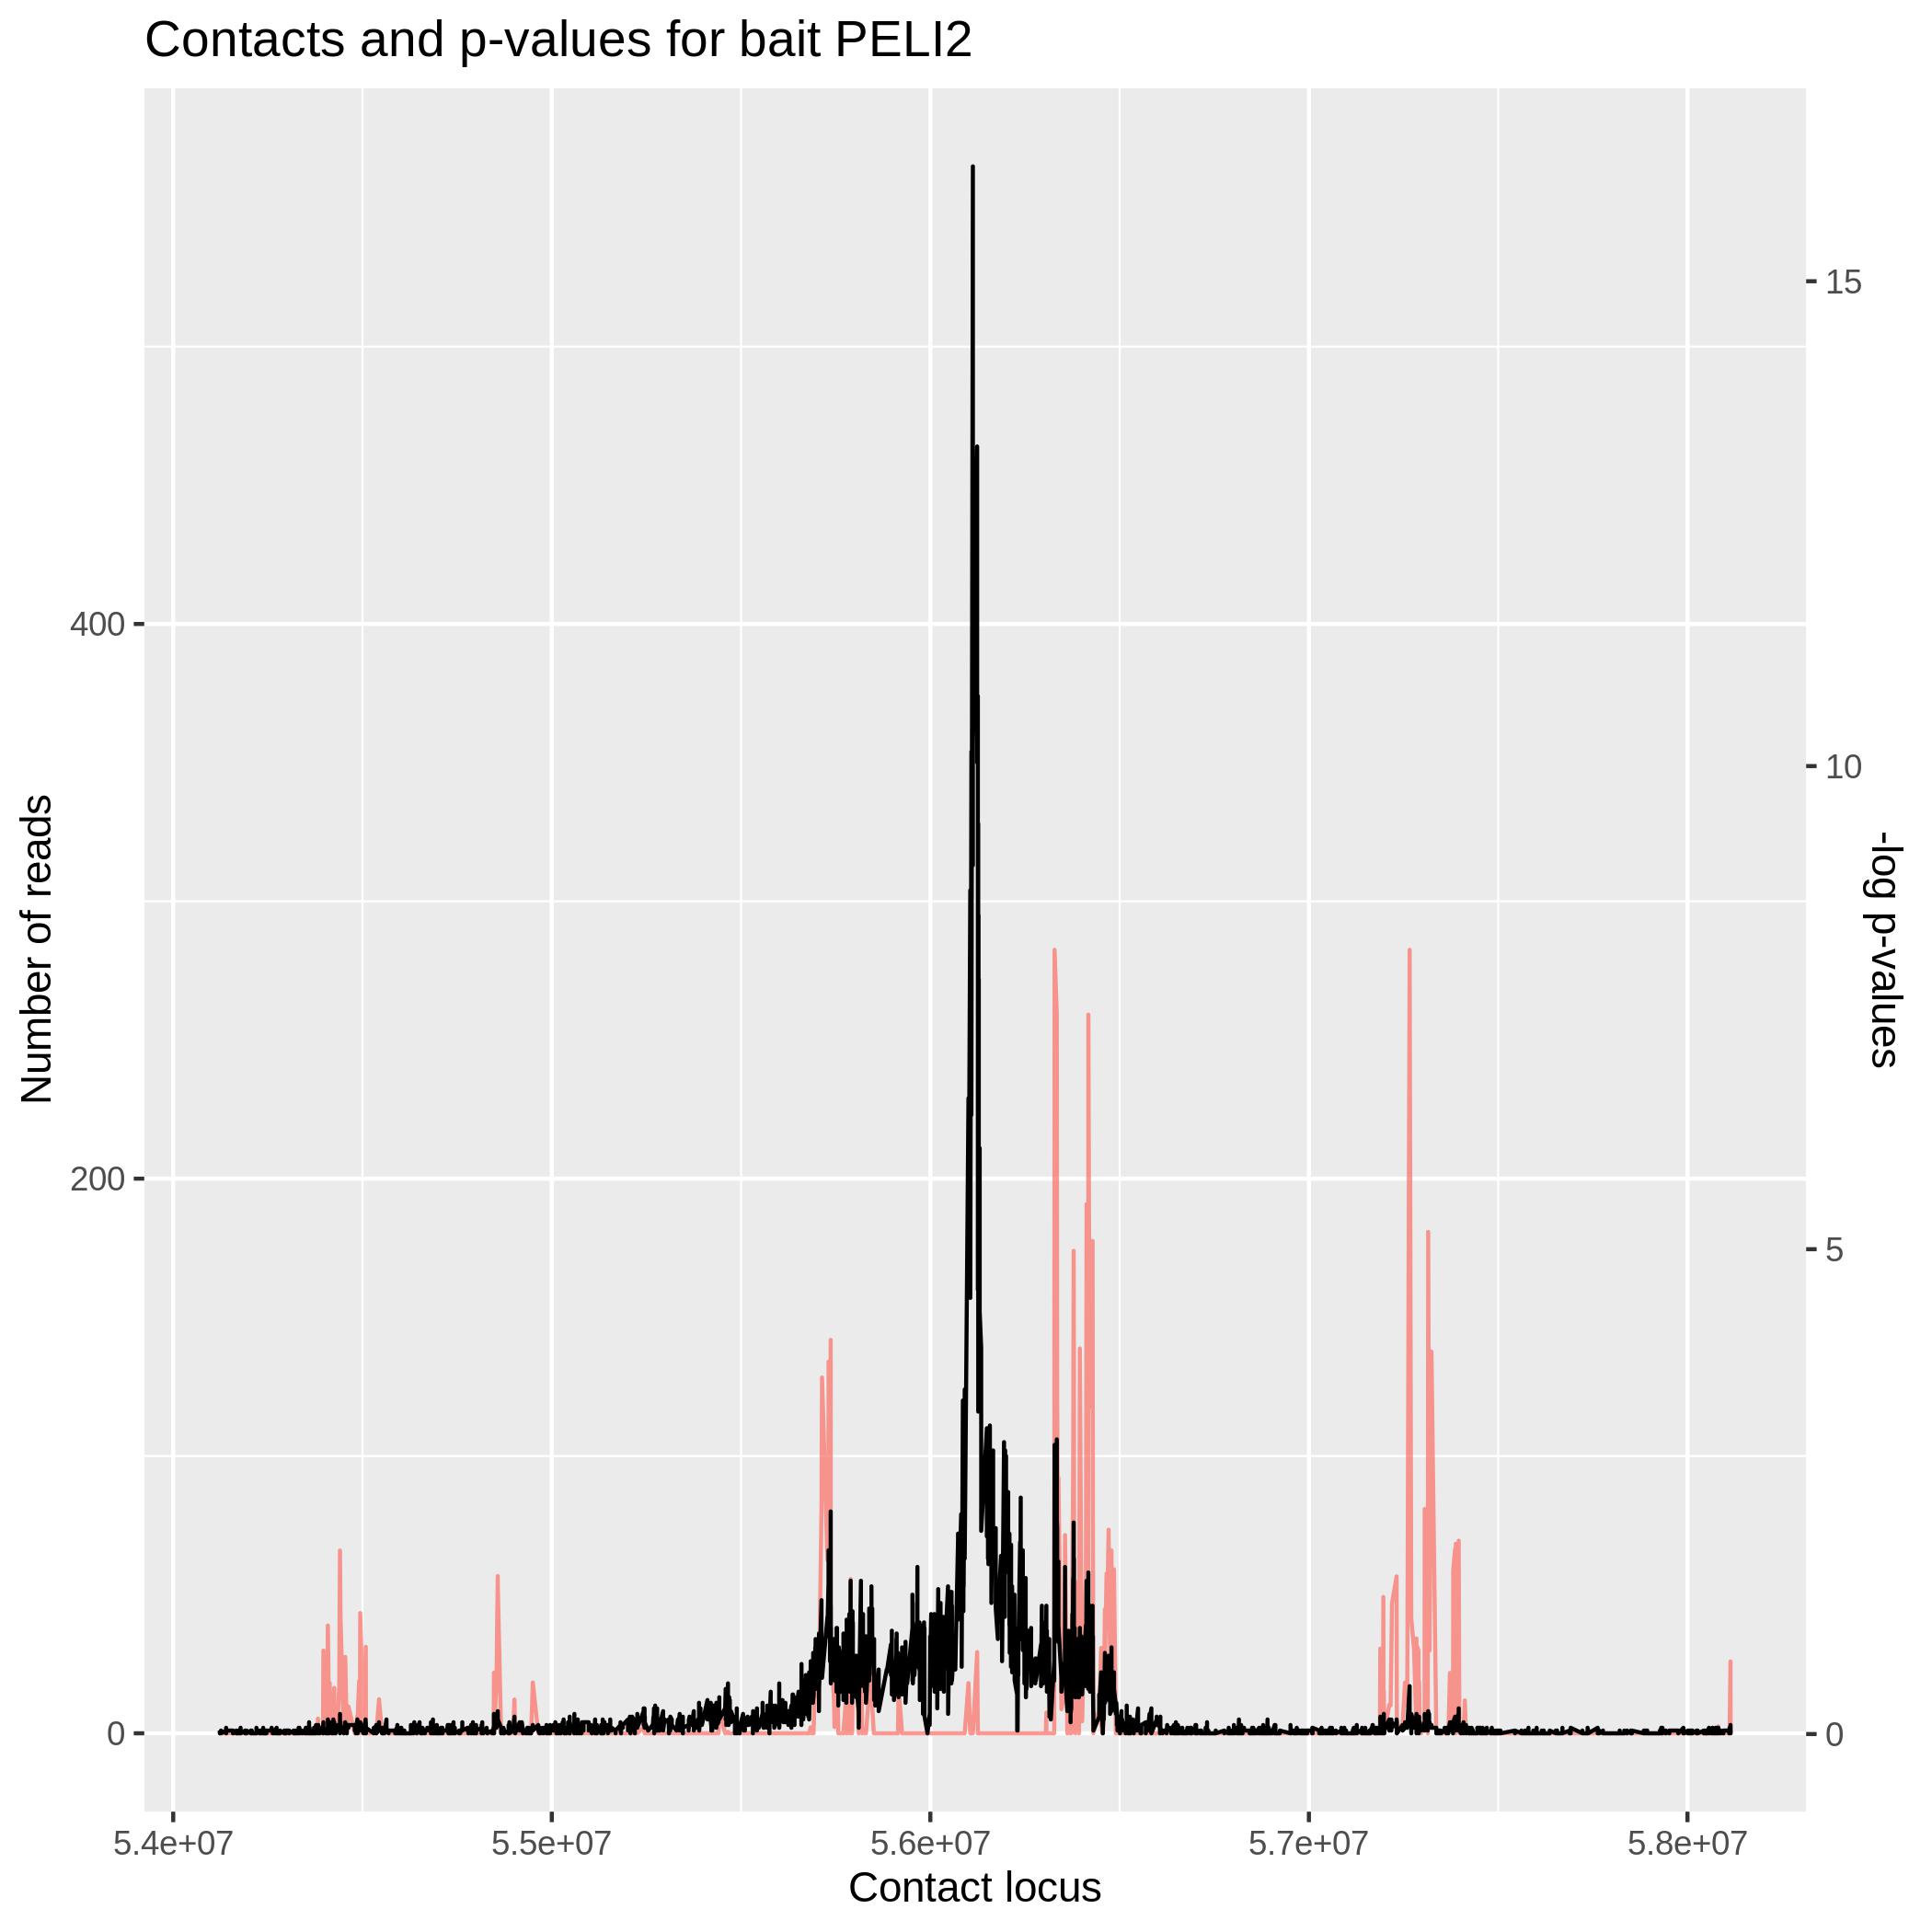 Contacts and p-values for bait PELI2
Number of reads
400
200
0
15
10
5
0
-log p-values
5.4e+07
5.5e+07
5.6e+07
5.7e+07
5.8e+07
Contact locus